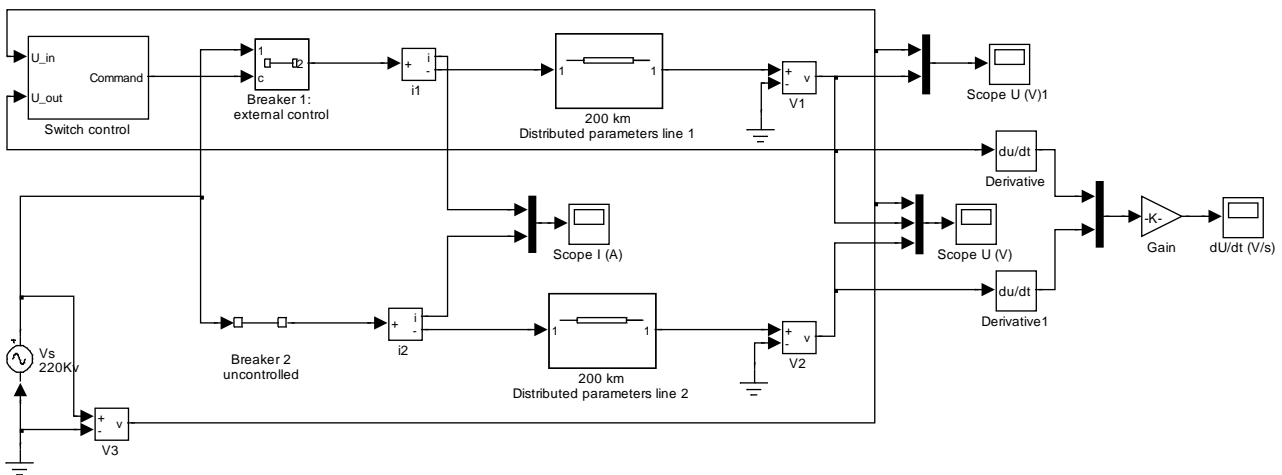 U_in
U_out
Command
Switch control
1
c
2
Breaker 1:
external control
+
-
i
i1
1
1
200 km
Distributed parameters line 1
+
-
v
V1
Scope U (V)1
du/dt
Derivative
Scope I (A)
Scope U (V)
-K-
Gain
dU/dt (V/s)
du/dt
Derivative1
Breaker 2
uncontrolled
+
i
-
i2
1
1
200 km
Distributed parameters line 2
+
-
v
V2
+
Vs
220Kv
+
-
v
V3